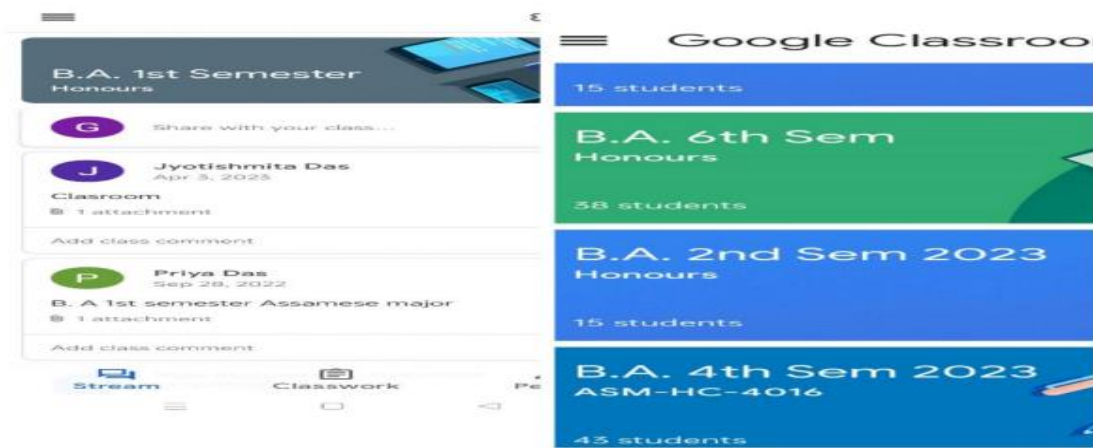 B.A. 1st Semester
Honours
G
Share with your class...
J
Jyotishmita Das
Apr 3, 2023
Clasroom
1 attachment
Add class comment
P
Priya Das
Sep 28, 2022
B. A 1st semester Assamese major
1 attachment
Add class comment
Stream
Classwork
Pe
Google Classroo
15 students
B.A. 6th Sem
Honours
38 students
B.A. 2nd Sem 2023
Honours
15 students
B.A. 4th Sem 2023
ASM-HC-4016
43 students